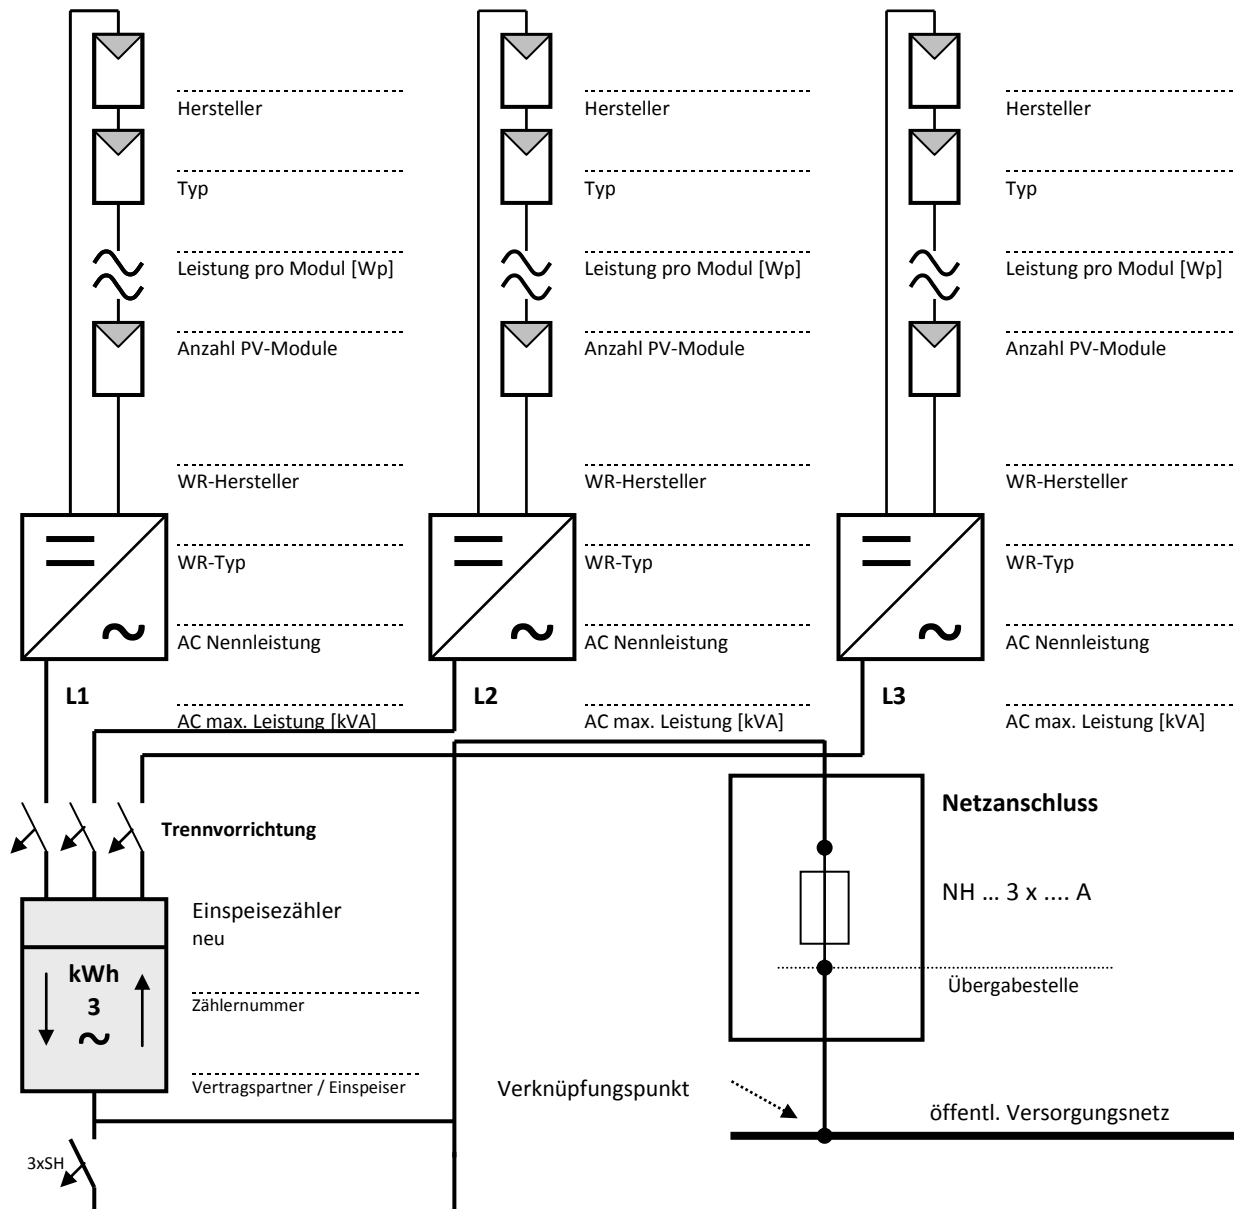 Hersteller
Hersteller
Hersteller
Typ
Typ
Typ
Leistung pro Modul [Wp]
Leistung pro Modul [Wp]
Leistung pro Modul [Wp]
Anzahl PV-Module
Anzahl PV-Module
Anzahl PV-Module
WR-Hersteller
WR-Hersteller
WR-Hersteller
WR-Typ
WR-Typ
WR-Typ
AC Nennleistung
AC Nennleistung
AC Nennleistung
L1
L2
L3
AC max. Leistung [kVA]
AC max. Leistung [kVA]
AC max. Leistung [kVA]
Trennvorrichtung
Netzanschluss
NH ... 3 x .... A
Einspeisezähler
neu
kWh
3
Übergabestelle
Zählernummer
Vertragspartner / Einspeiser
Verknüpfungspunkt
öffentl. Versorgungsnetz
3xSH